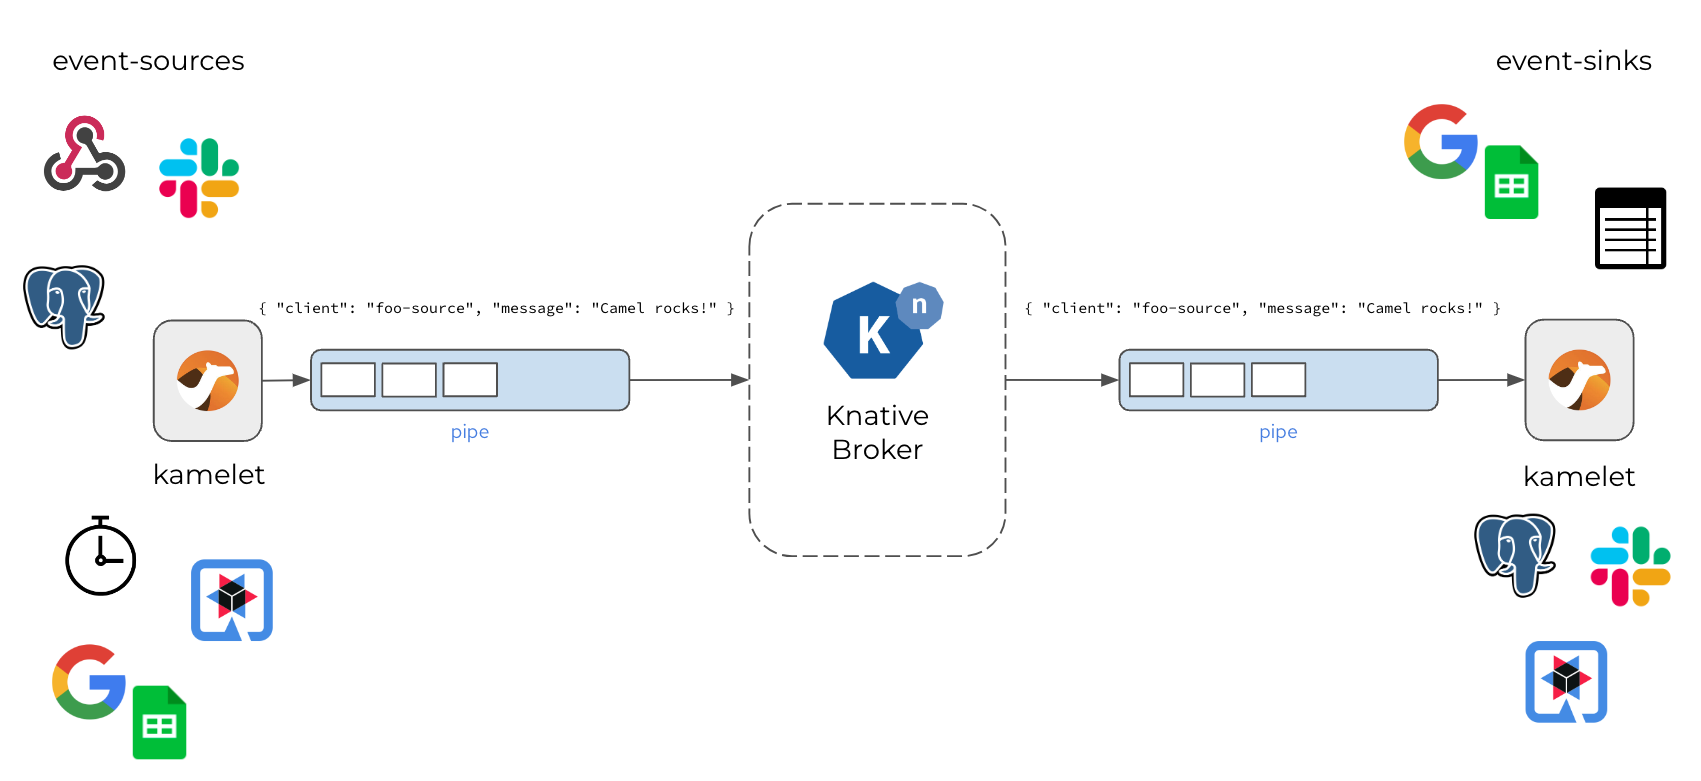 event-sources
event-sinks
{ "client": "foo-source", "message": "Camel rocks!" }
{ "client": "foo-source", "message": "Camel rocks!" }
K
n
Knative
Broker
pipe
pipe
kamelet
kamelet